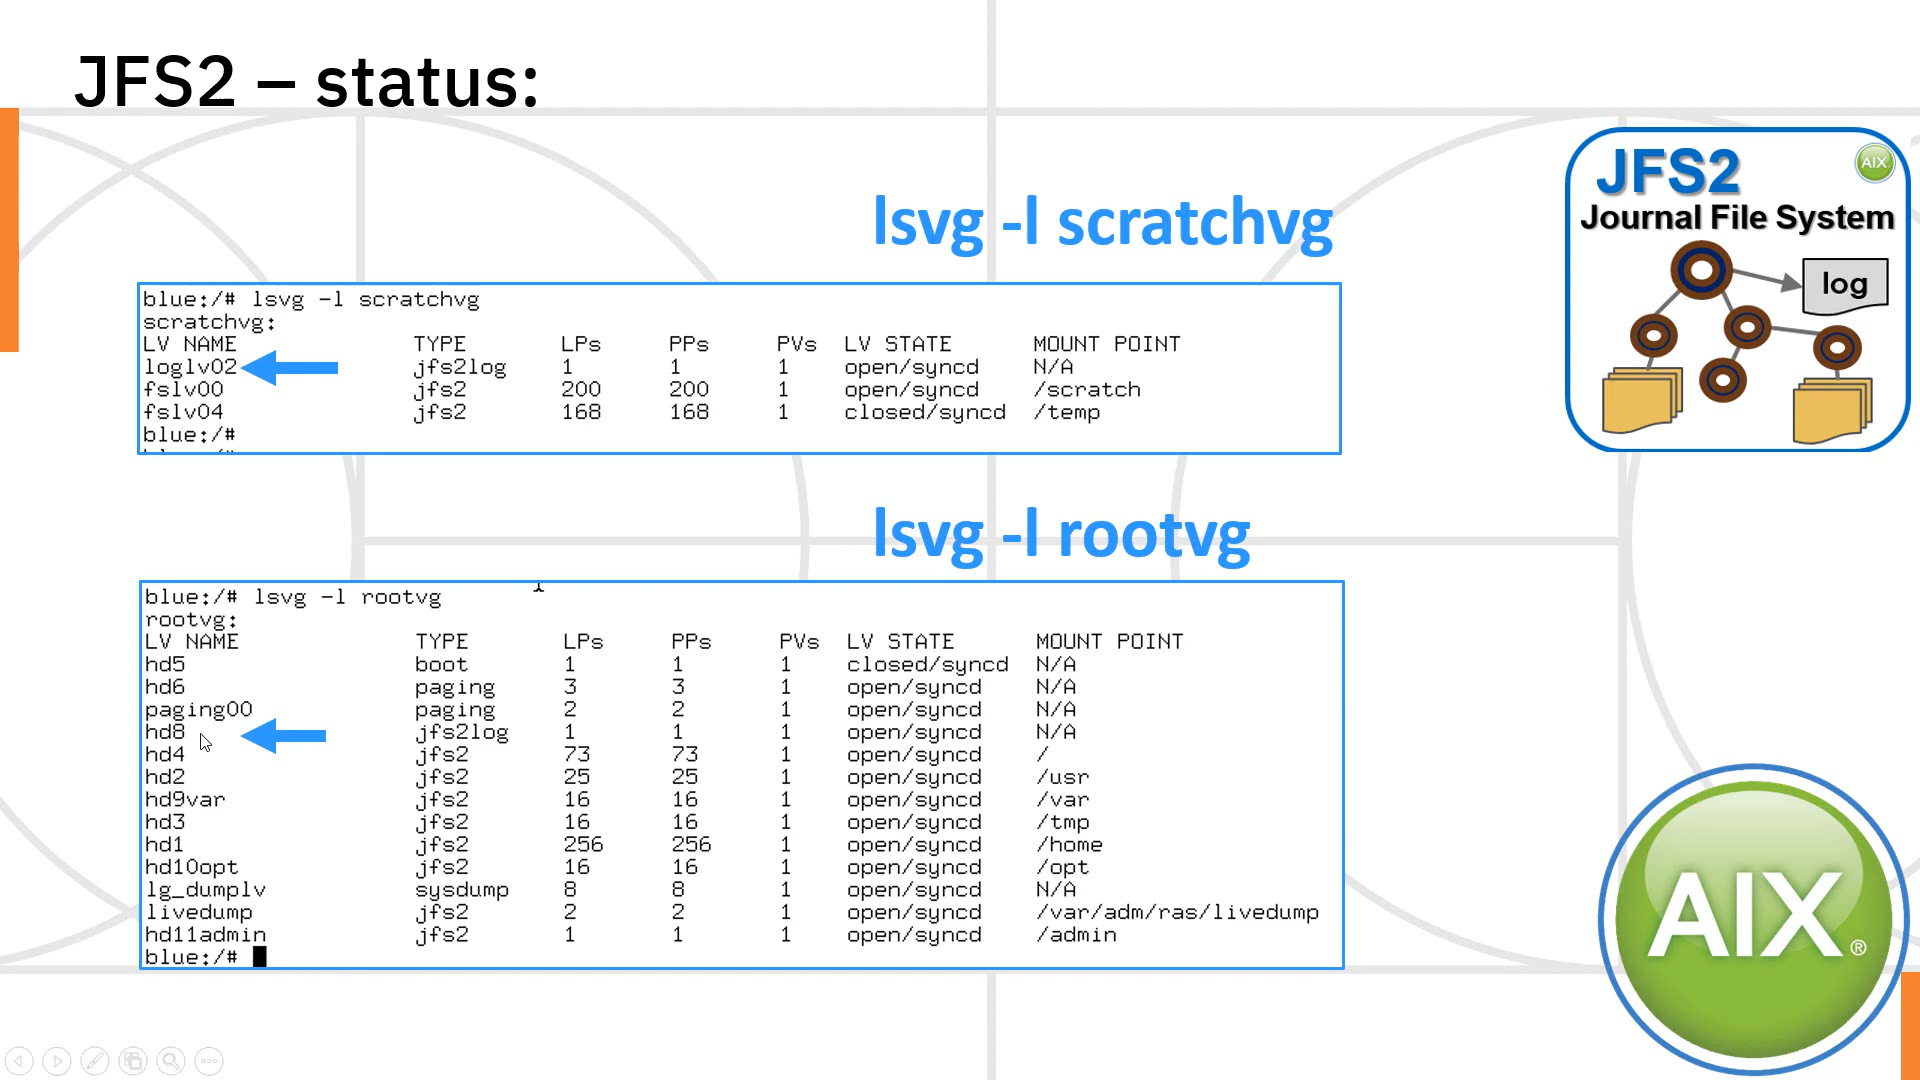 JFS2 – status:
JFS2
AIX
Journal File System
log
lsvg -l scratchvg
blue:/# lsvg -l scratchvg
scratchvg:
LV NAME TYPE LPs PPs PVs LV STATE MOUNT POINT
loglv02 jfs2log 1 1 1 open/syncd N/A
fslv00 jfs2 200 200 1 open/syncd /scratch
fslv04 jfs2 168 168 1 closed/syncd /temp
blue:/#
lsvg -l rootvg
blue:/# lsvg -l rootvg
rootvg:
LV NAME TYPE LPs PPs PVs LV STATE MOUNT POINT
hd5 boot 1 1 1 closed/syncd N/A
hd6 paging 3 3 1 open/syncd N/A
paging00 paging 2 2 1 open/syncd N/A
hd8 jfs2log 1 1 1 open/syncd N/A
hd4 jfs2 73 73 1 open/syncd /
hd2 jfs2 25 25 1 open/syncd /usr
hd9var jfs2 16 16 1 open/syncd /var
hd3 jfs2 16 16 1 open/syncd /tmp
hd1 jfs2 256 256 1 open/syncd /home
hd10opt jfs2 16 16 1 open/syncd /opt
lg_dumplv sysdump 8 8 1 open/syncd N/A
livedump jfs2 2 2 1 open/syncd /var/adm/ras/livedump
hd11admin jfs2 1 1 1 open/syncd /admin
blue:/#
AIX®